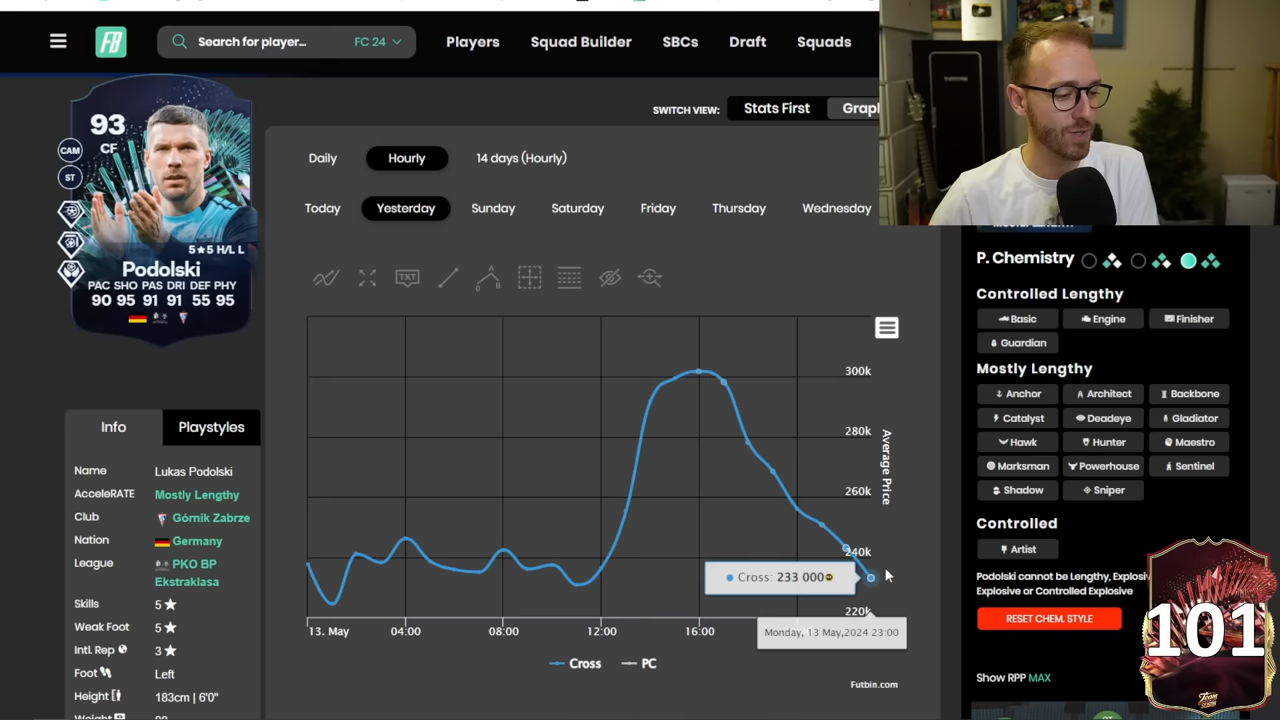 FB
Search for player...
FC 24
Players
Squad Builder
SBCs
Draft
Squads
SWITCH VIEW:
Stats First
93
CF
CAM
ST
5★5 H/L L
Podolski
PAC SHO PAS DRI DEF PHY
90 95 91 91 55 95
Daily
Hourly
14 days (Hourly)
Today
Yesterday
Sunday
Saturday
Friday
Thursday
Wednesday
TXT
300k
280k
260k
240k
220k
Average Price
Cross: 233 000
13. May
04:00
08:00
12:00
16:00
Monday, 13 May,2024 23:00
Cross
PC
Futbin.com
Info
Playstyles
Name
Lukas Podolski
AcceleRATE
Mostly Lengthy
Club
Górnik Zabrze
Nation
Germany
League
PKO BP
Ekstraklasa
Skills
5 ★
Weak Foot
5 ★
Intl. Rep
3 ★
Foot
Left
Height
183cm | 6'0"
P. Chemistry
Controlled Lengthy
Basic
Engine
Finisher
Guardian
Mostly Lengthy
Anchor
Architect
Backbone
Catalyst
Deadeye
Gladiator
Hawk
Hunter
Maestro
Marksman
Powerhouse
Sentinel
Shadow
Sniper
Controlled
Artist
Podolski cannot be Lengthy,
Explosive or Controlled Explosive
RESET CHEM. STYLE
Show RPP MAX
101
Team